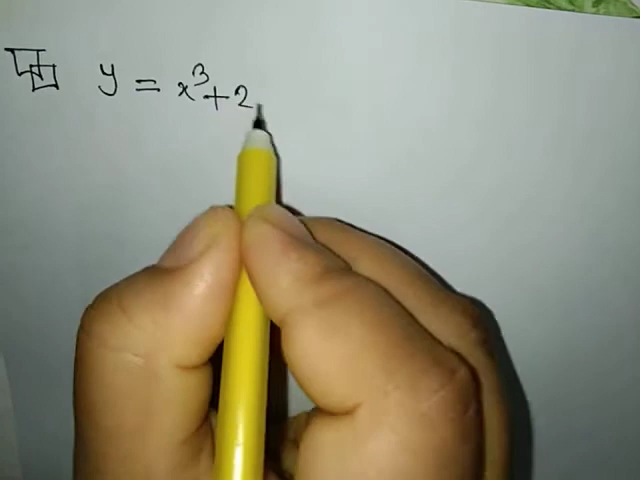 y = x³+2